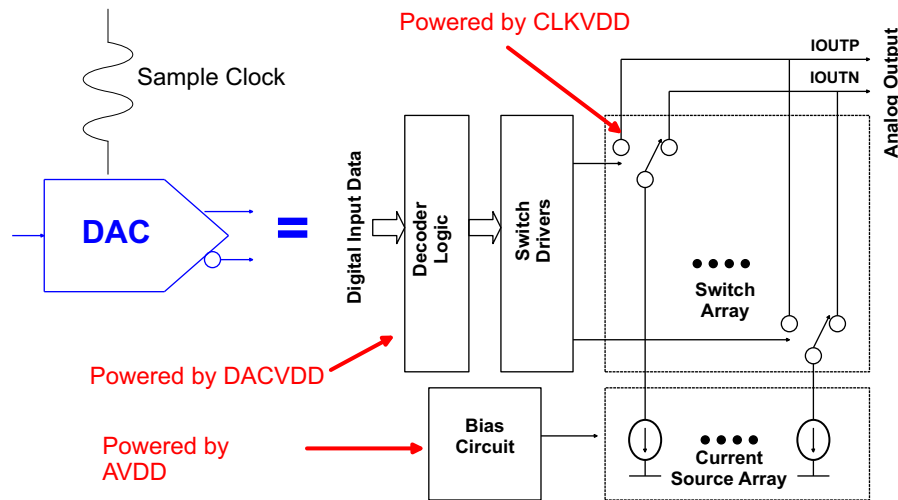 Powered by CLKVDD
IOUTP
IOUTN
Analog Output
Sample Clock
DAC
=
Digital Input Data
Decoder
Logic
Switch
Drivers
Switch
Array
Powered by DACVDD
Powered by
AVDD
Bias
Circuit
Current
Source Array